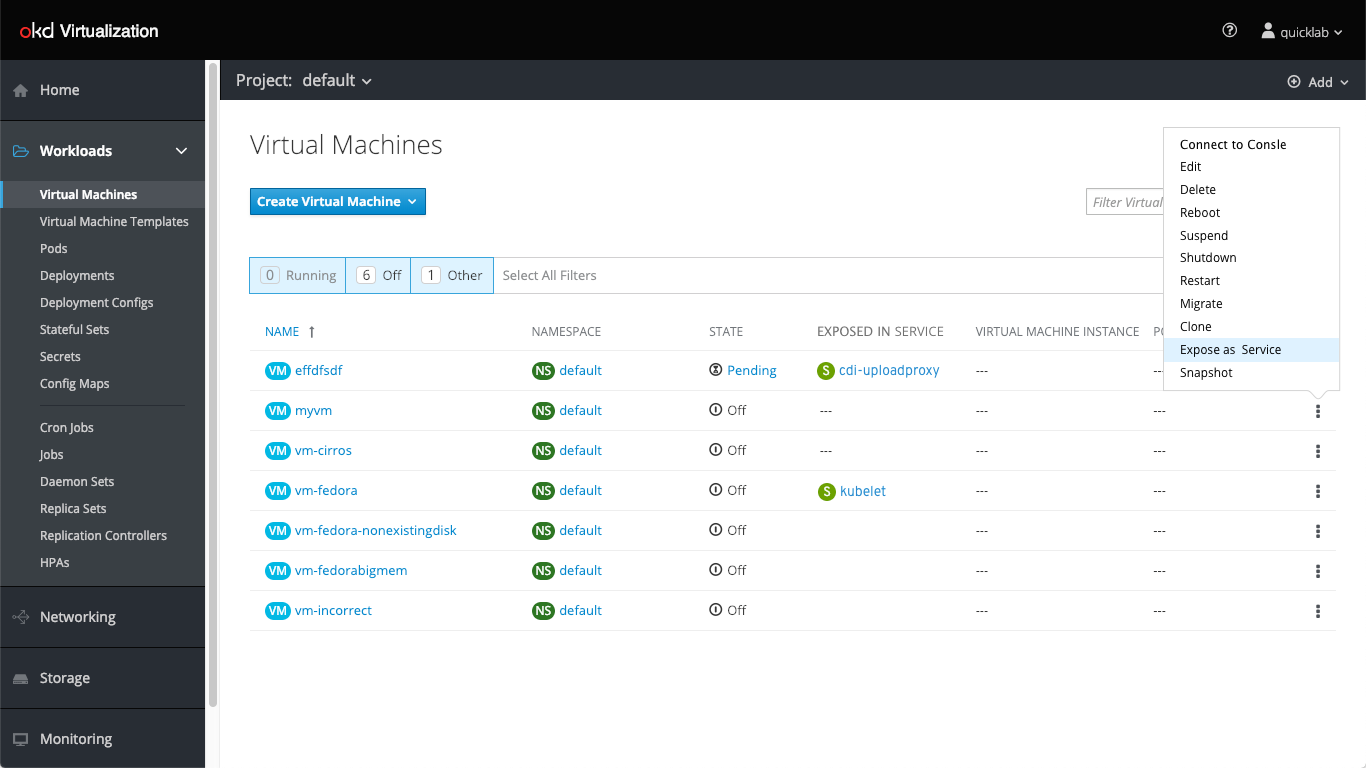 okd Virtualization
quicklab
Project: default
Add
Home
Workloads
Virtual Machines
Virtual Machine Templates
Pods
Deployments
Deployment Configs
Stateful Sets
Secrets
Config Maps
Cron Jobs
Jobs
Daemon Sets
Replica Sets
Replication Controllers
HPAs
Networking
Storage
Monitoring
Virtual Machines
Create Virtual Machine
Filter Virtual
0 Running 6 Off 1 Other Select All Filters
NAME ↑ NAMESPACE STATE EXPOSED IN SERVICE VIRTUAL MACHINE INSTANCE
VM effdfsdf NS default Pending S cdi-uploadproxy --- ---
VM myvm NS default Off --- --- ---
VM vm-cirros NS default Off --- --- ---
VM vm-fedora NS default Off S kubelet --- ---
VM vm-fedora-nonexistingdisk NS default Off --- ---
VM vm-fedorabigmem NS default Off --- ---
VM vm-incorrect NS default Off --- ---
Connect to Consle
Edit
Delete
Reboot
Suspend
Shutdown
Restart
Migrate
Clone
Expose as Service
Snapshot